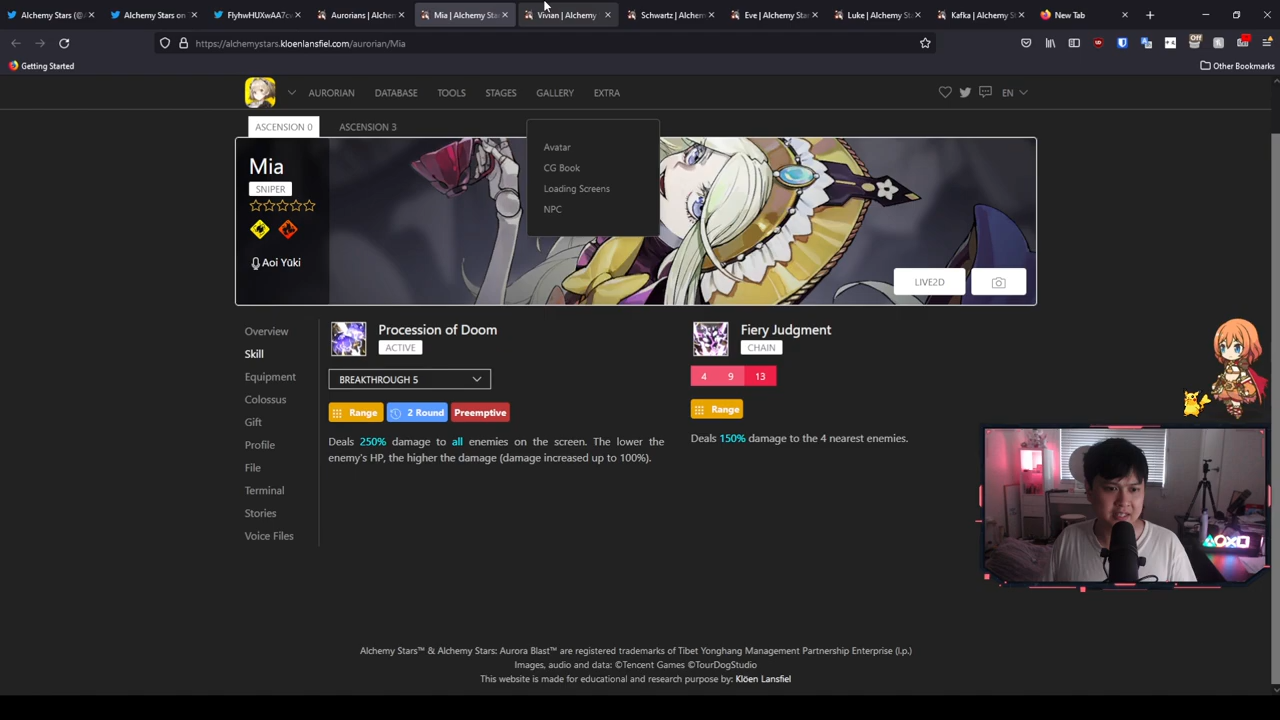 Alchemy Stars (@A
Alchemy Stars on
FlyhwHUXwAA7cv
Aurorians | Alchem
Mia | Alchemy Star
Vivian | Alchemy
Schwartz | Alchem
Eve | Alchemy Star
Luke | Alchemy Sta
Kafka | Alchemy S
New Tab
https://alchemystars.kloenlansfiel.com/aurorian/Mia
Off
Getting Started
Other Bookmarks
AURORIAN
DATABASE
TOOLS
STAGES
GALLERY
EXTRA
EN
ASCENSION 0
ASCENSION 3
Avatar
CG Book
Loading Screens
NPC
Mia
SNIPER
Aoi Yūki
LIVE2D
Overview
Skill
Equipment
Colossus
Gift
Profile
File
Terminal
Stories
Voice Files
Procession of Doom
ACTIVE
BREAKTHROUGH 5
Range
2 Round
Preemptive
Deals 250% damage to all enemies on the screen. The lower the
enemy's HP, the higher the damage (damage increased up to 100%).
Fiery Judgment
CHAIN
4 9 13
Range
Deals 150% damage to the 4 nearest enemies.
Alchemy Stars™ & Alchemy Stars: Aurora Blast™ are registered trademarks of Tibet Yonghang Management Partnership Enterprise (l.p.)
Images, audio and data: ©Tencent Games ©TourDogStudio
This website is made for educational and research purpose by: Klöen Lansfiel